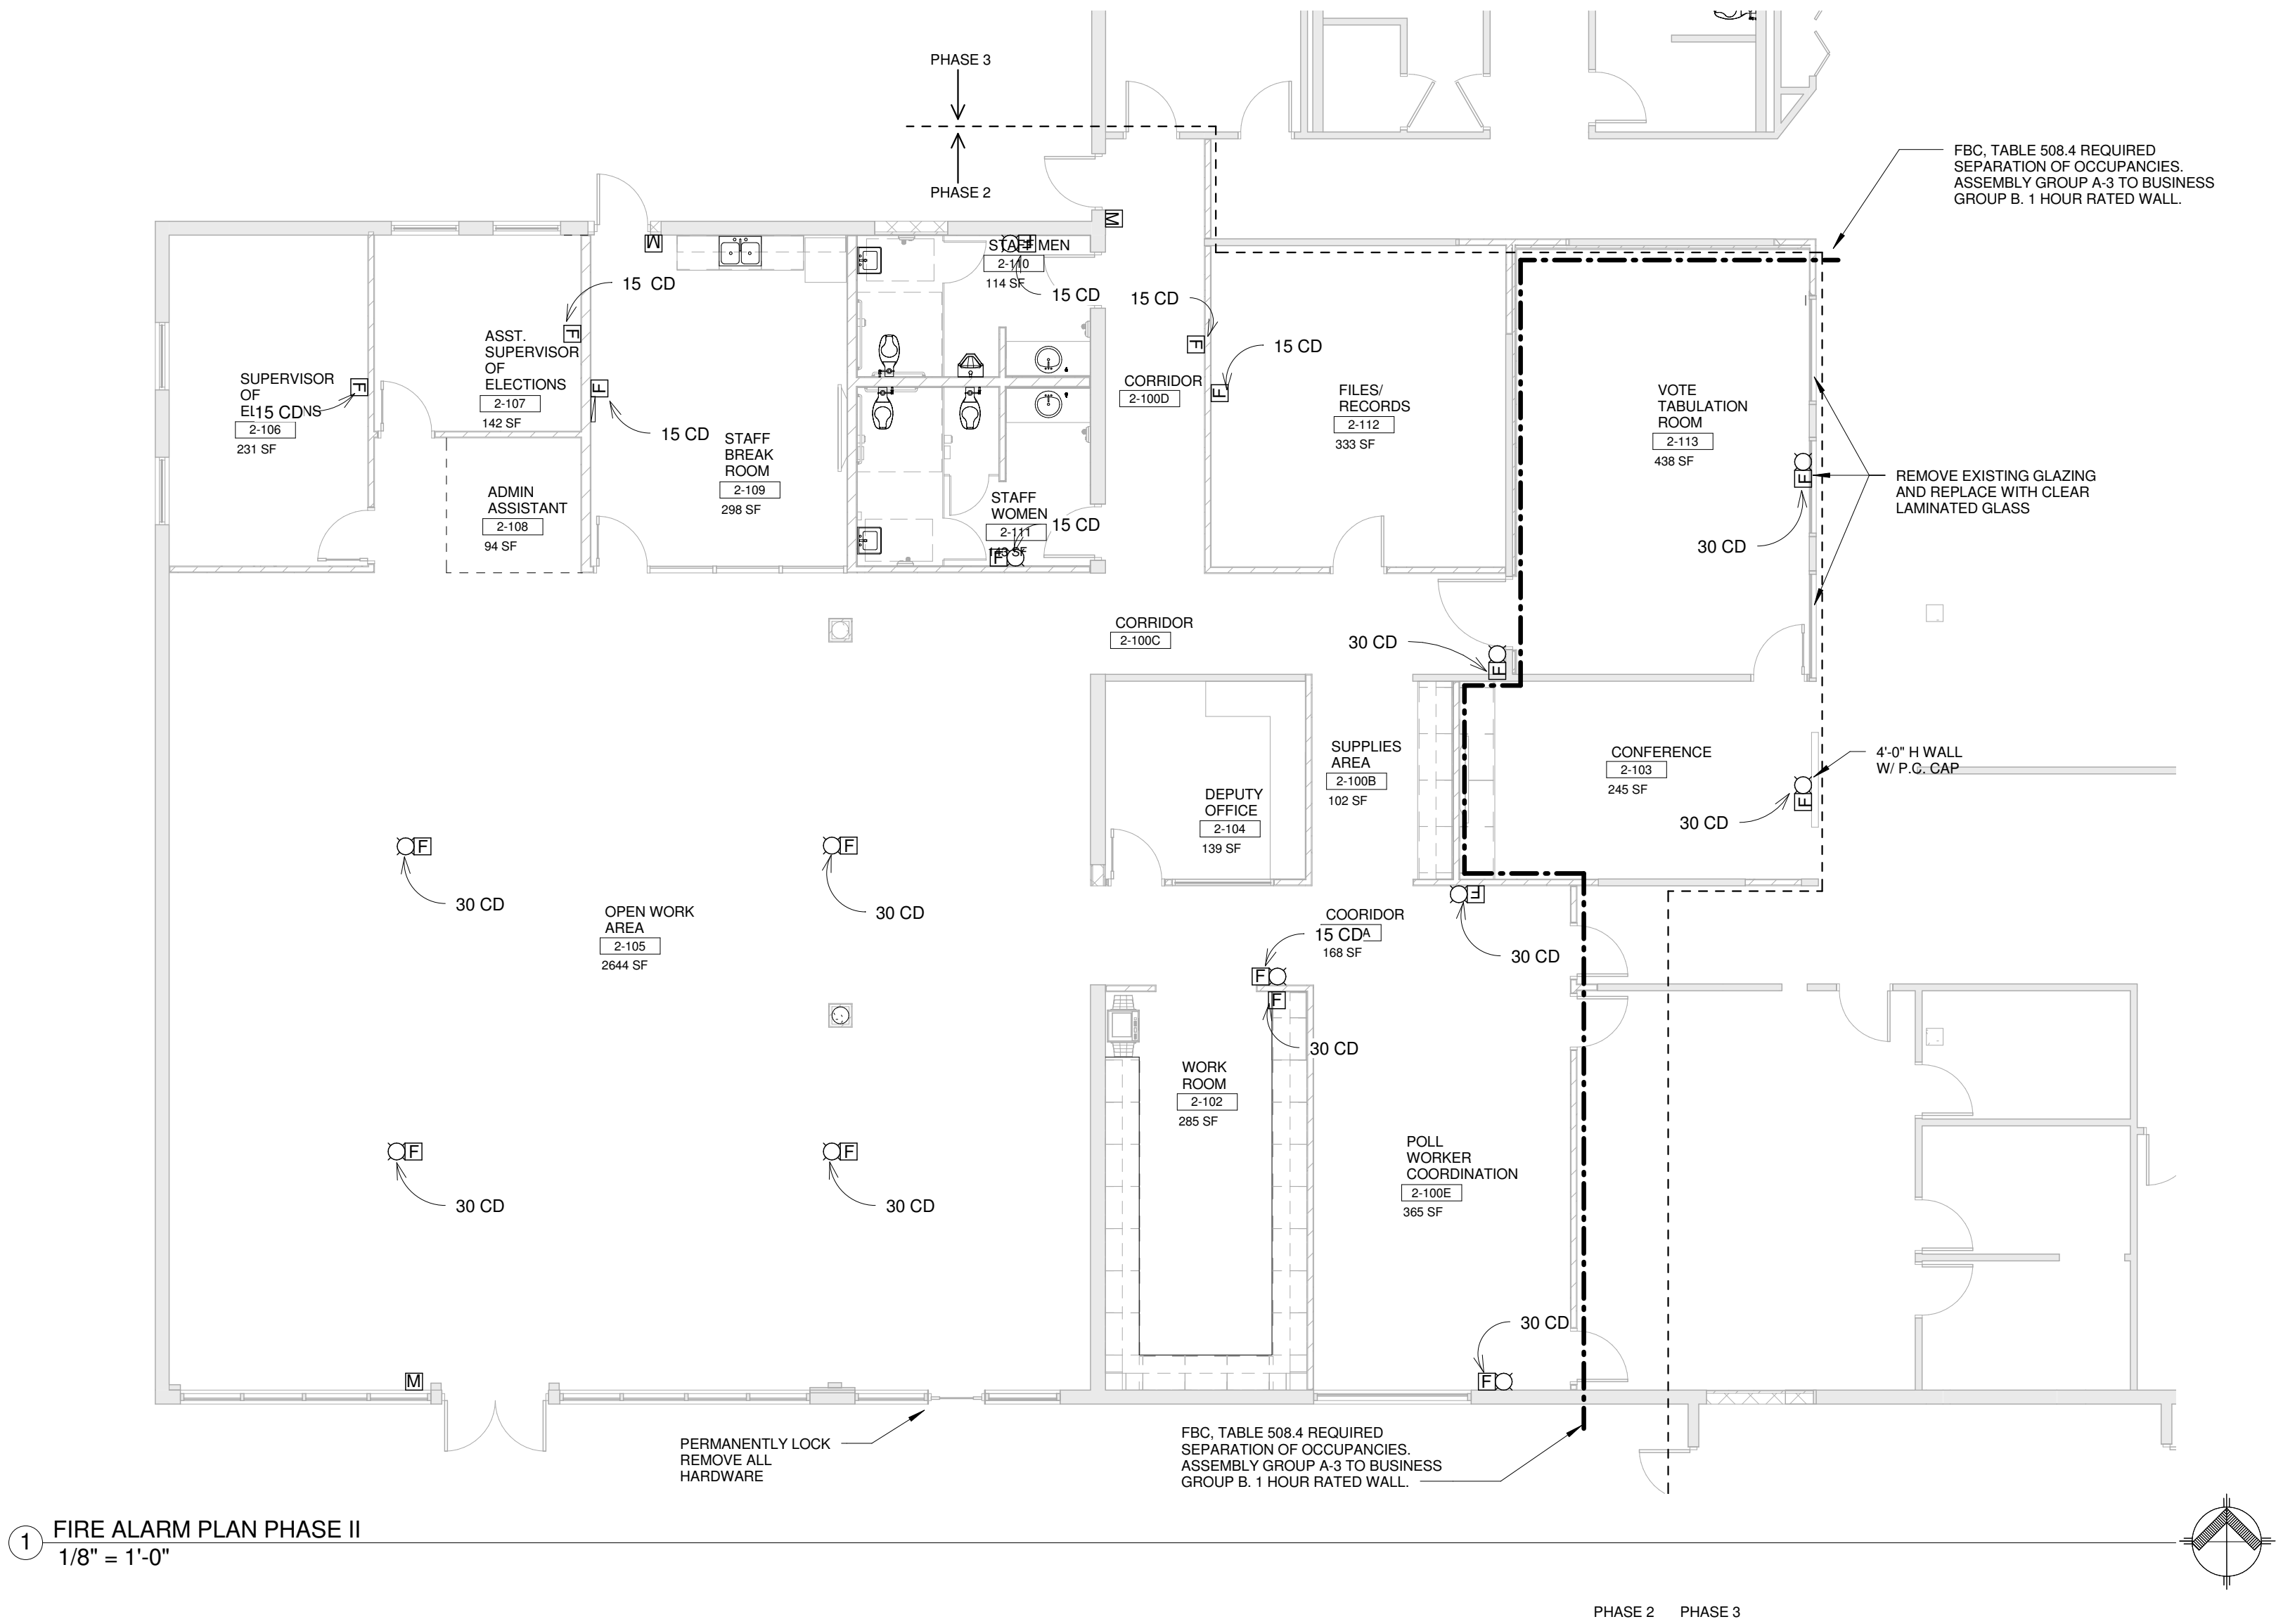 PHASE 3
PHASE 2
FBC, TABLE 508.4 REQUIRED
SEPARATION OF OCCUPANCIES.
ASSEMBLY GROUP A-3 TO BUSINESS
GROUP B. 1 HOUR RATED WALL.
M
M
STAFF MEN
F
2-110
114 SF
15 CD
15 CD
15 CD
F
ASST.
SUPERVISOR
OF
ELECTIONS
2-107
142 SF
SUPERVISOR
OF
ELECTIONS
15 CD
2-106
231 SF
F
F
15 CD
STAFF
BREAK
ROOM
2-109
298 SF
F
15 CD
F
CORRIDOR
2-100D
FILES/
RECORDS
2-112
333 SF
VOTE
TABULATION
ROOM
2-113
438 SF
F
30 CD
REMOVE EXISTING GLAZING
AND REPLACE WITH CLEAR
LAMINATED GLASS
ADMIN
ASSISTANT
2-108
94 SF
STAFF
WOMEN
2-111
143 SF
15 CD
F
CORRIDOR
2-100C
30 CD
F
SUPPLIES
AREA
2-100B
102 SF
CONFERENCE
2-103
245 SF
F
30 CD
4'-0" H WALL
W/ P.C. CAP
DEPUTY
OFFICE
2-104
139 SF
F
30 CD
F
30 CD
OPEN WORK
AREA
2-105
2644 SF
F
30 CD
COORIDOR
15 CD
A
168 SF
F
F
30 CD
WORK
ROOM
2-102
285 SF
F
30 CD
F
30 CD
POLL
WORKER
COORDINATION
2-100E
365 SF
30 CD
F
M
PERMANENTLY LOCK
REMOVE ALL
HARDWARE
FBC, TABLE 508.4 REQUIRED
SEPARATION OF OCCUPANCIES.
ASSEMBLY GROUP A-3 TO BUSINESS
GROUP B. 1 HOUR RATED WALL.
1
FIRE ALARM PLAN PHASE II
1/8" = 1'-0"
PHASE 2
PHASE 3